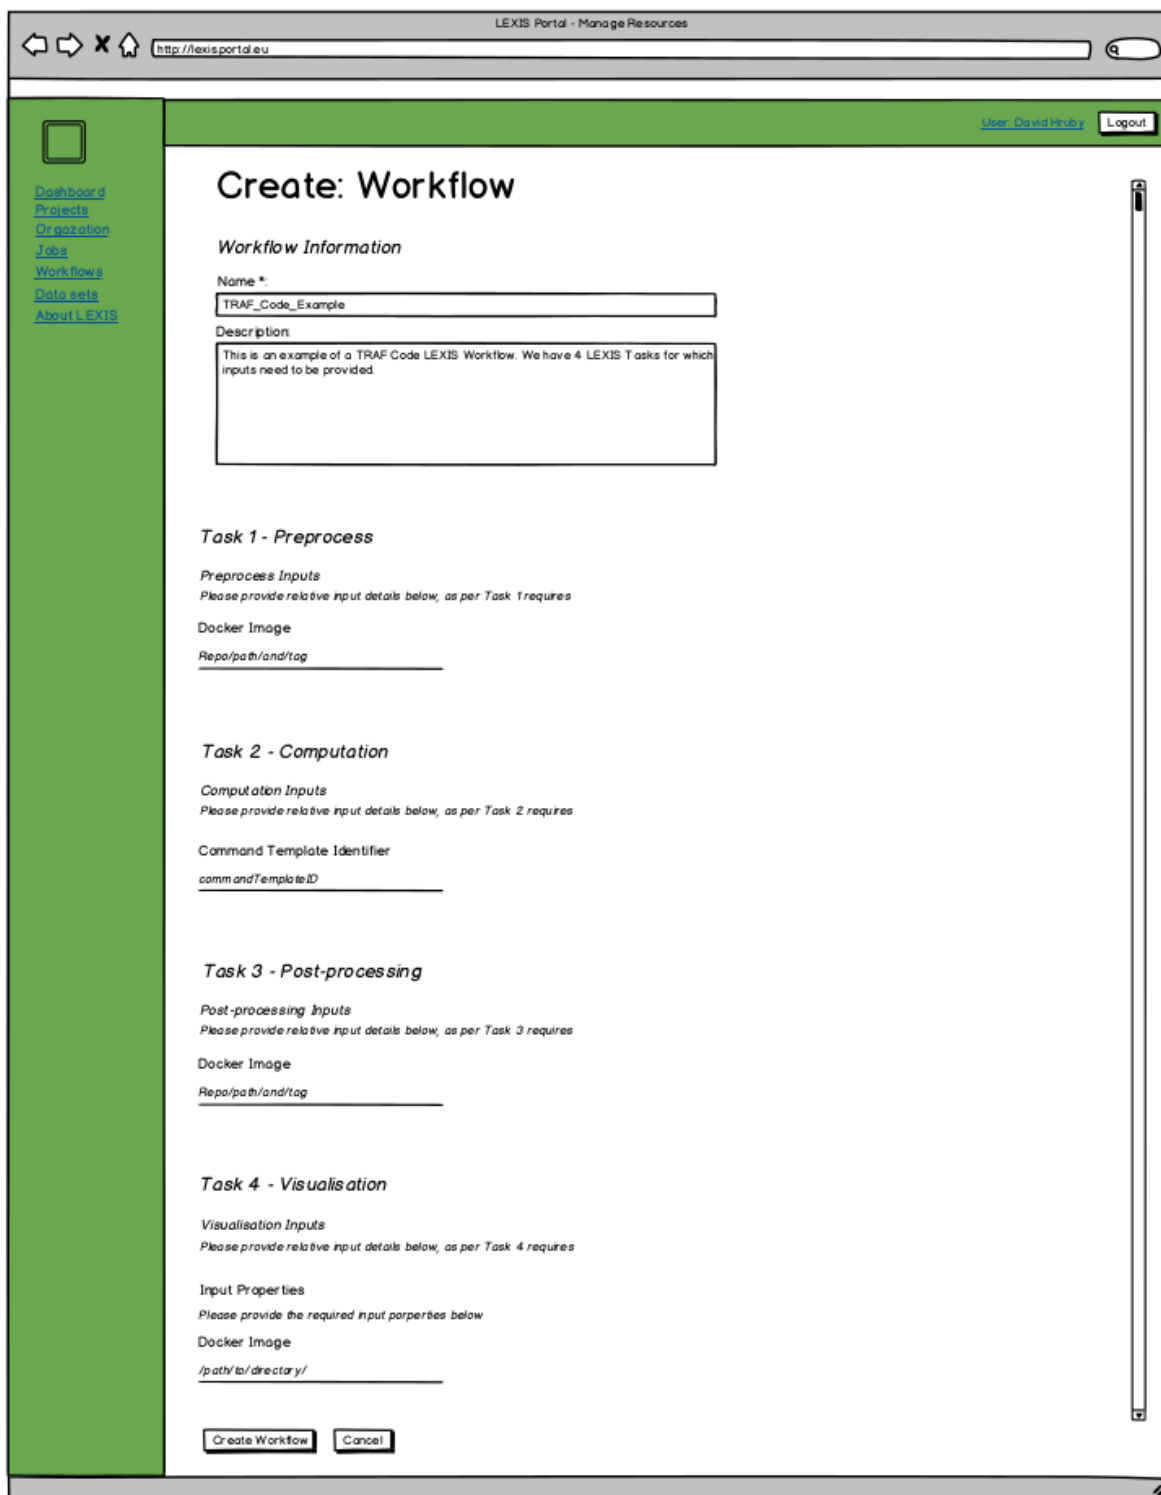 LEXIS Portal - Manage Resources
http://lexisportal.eu
User: David Hruby
Logout
Dashboard
Projects
Orgazation
Jobs
Workflows
Data sets
About LEXIS
Create: Workflow
Workflow Information
Name *:
TRAF_Code_Example
Description:
This is an example of a TRAF Code LEXIS Workflow. We have 4 LEXIS Tasks for which
inputs need to be provided.
Task 1 - Preprocess
Preprocess Inputs
Please provide relative input details below, as per Task 1 requires
Docker Image
Repo/path/and/tag
Task 2 - Computation
Computation Inputs
Please provide relative input details below, as per Task 2 requires
Command Template Identifier
commandTemplateID
Task 3 - Post-processing
Post-processing Inputs
Please provide relative input details below, as per Task 3 requires
Docker Image
Repo/path/and/tag
Task 4 - Visualisation
Visualisation Inputs
Please provide relative input details below, as per Task 4 requires
Input Properties
Please provide the required input porperties below
Docker Image
/path/to/directory/
Create Workflow
Cancel